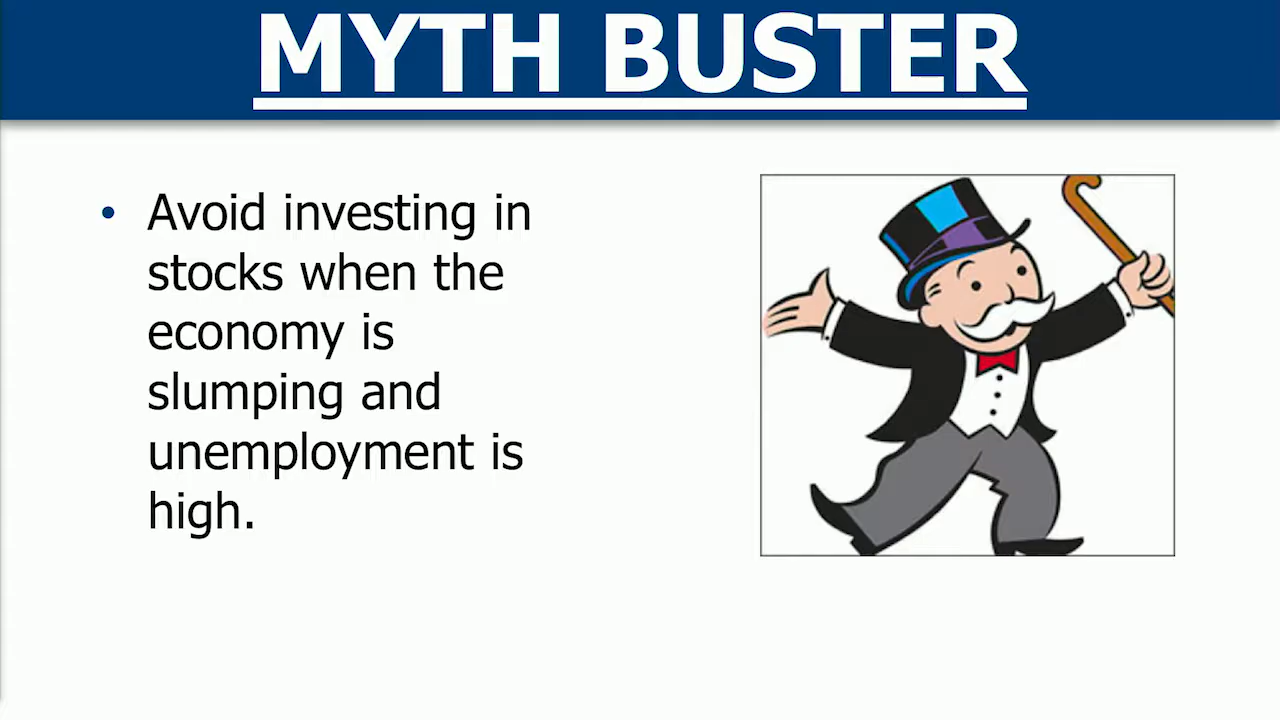 MYTH BUSTER
• Avoid investing in
stocks when the
economy is
slumping and
unemployment is
high.